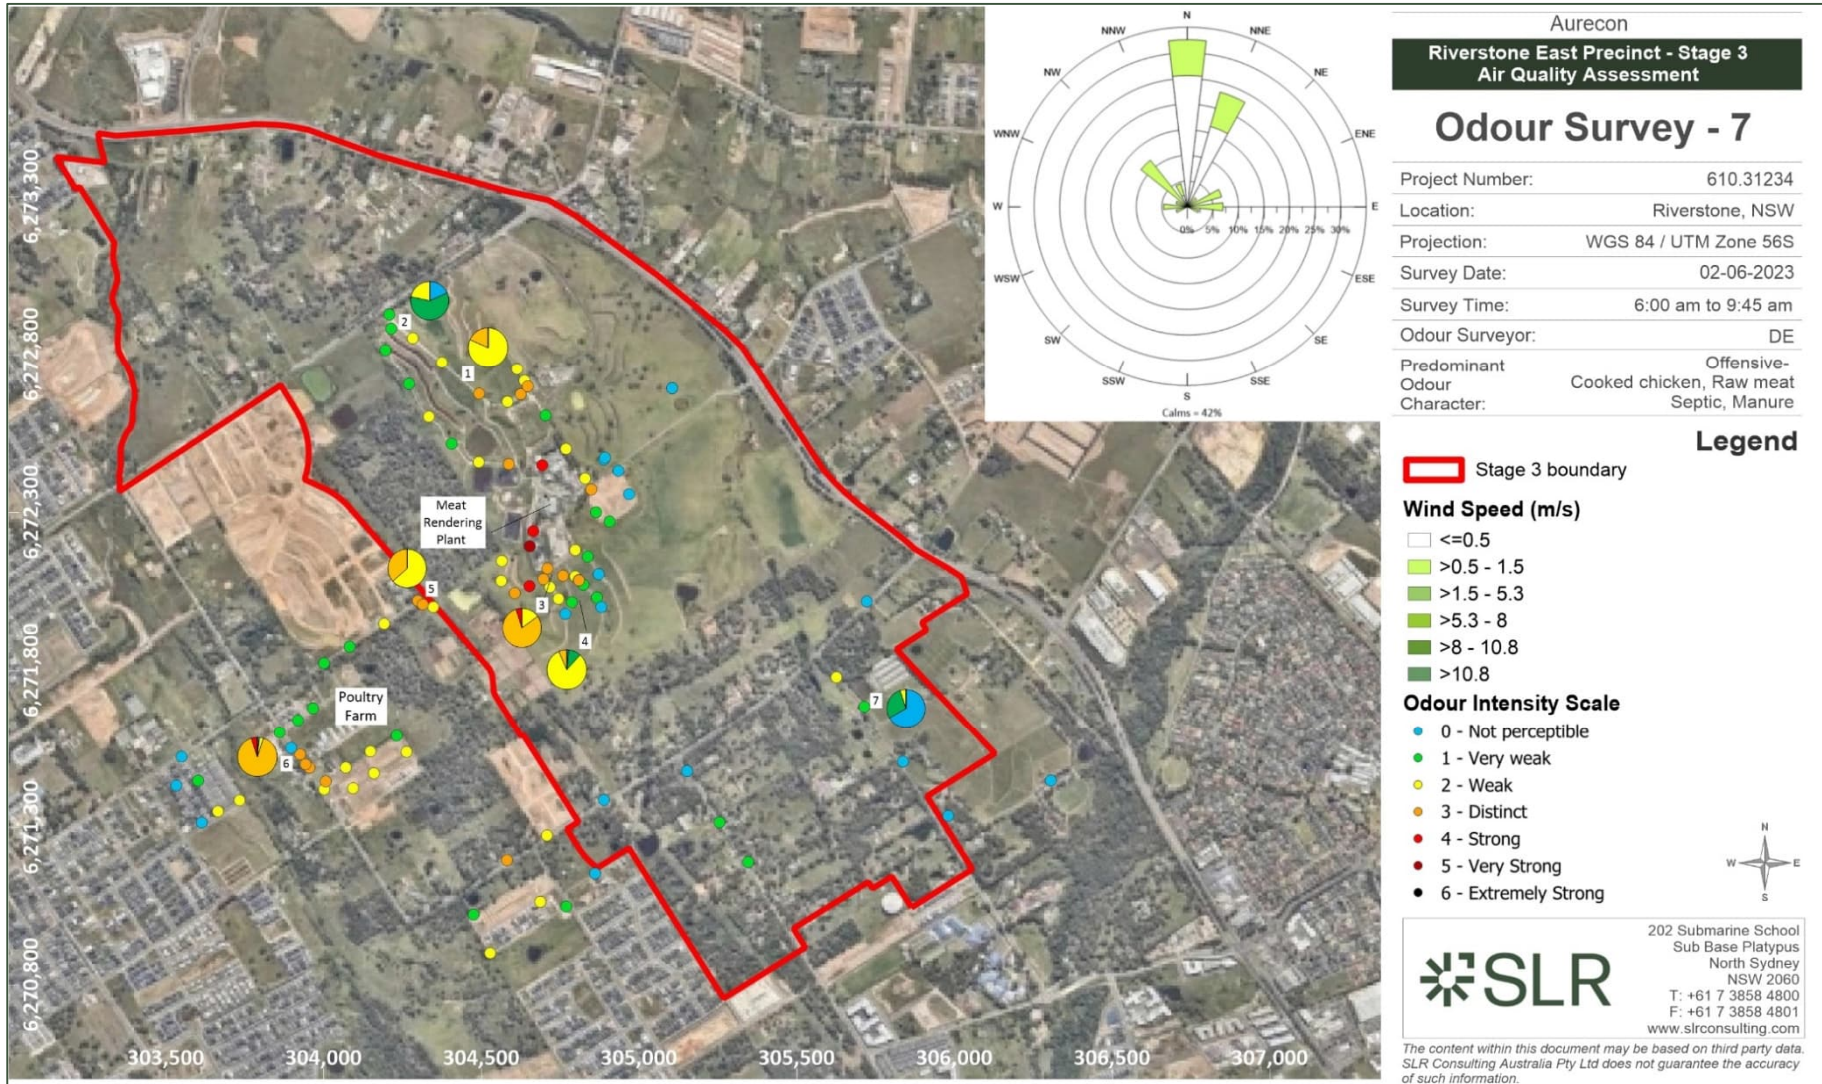 Aurecon
Riverstone East Precinct - Stage 3
Air Quality Assessment
Odour Survey - 7
Project Number: 610.31234
Location: Riverstone, NSW
Projection: WGS 84 / UTM Zone 56S
Survey Date: 02-06-2023
Survey Time: 6:00 am to 9:45 am
Odour Surveyor: DE
Predominant Odour Character: Offensive-
Cooked chicken, Raw meat
Septic, Manure
Legend
Stage 3 boundary
Wind Speed (m/s)
<=0.5
>0.5 - 1.5
>1.5 - 5.3
>5.3 - 8
>8 - 10.8
>10.8
Odour Intensity Scale
0 - Not perceptible
1 - Very weak
2 - Weak
3 - Distinct
4 - Strong
5 - Very Strong
6 - Extremely Strong
N
W
E
S
SLR
202 Submarine School
Sub Base Platypus
North Sydney
NSW 2060
T: +61 7 3858 4800
F: +61 7 3858 4801
www.slrconsulting.com
The content within this document may be based on third party data.
SLR Consulting Australia Pty Ltd does not guarantee the accuracy
of such information.
N
NNW
NNE
NW
NE
WNW
ENE
W
E
0% 5% 10% 15% 20% 25% 30%
WSW
ESE
SW
SE
SSW
SSE
S
Calms = 42%
6,273,300
6,272,800
6,272,300
6,271,800
6,271,300
6,270,800
2
1
Meat
Rendering
Plant
5
3
4
Poultry
Farm
6
7
303,500
304,000
304,500
305,000
305,500
306,000
306,500
307,000